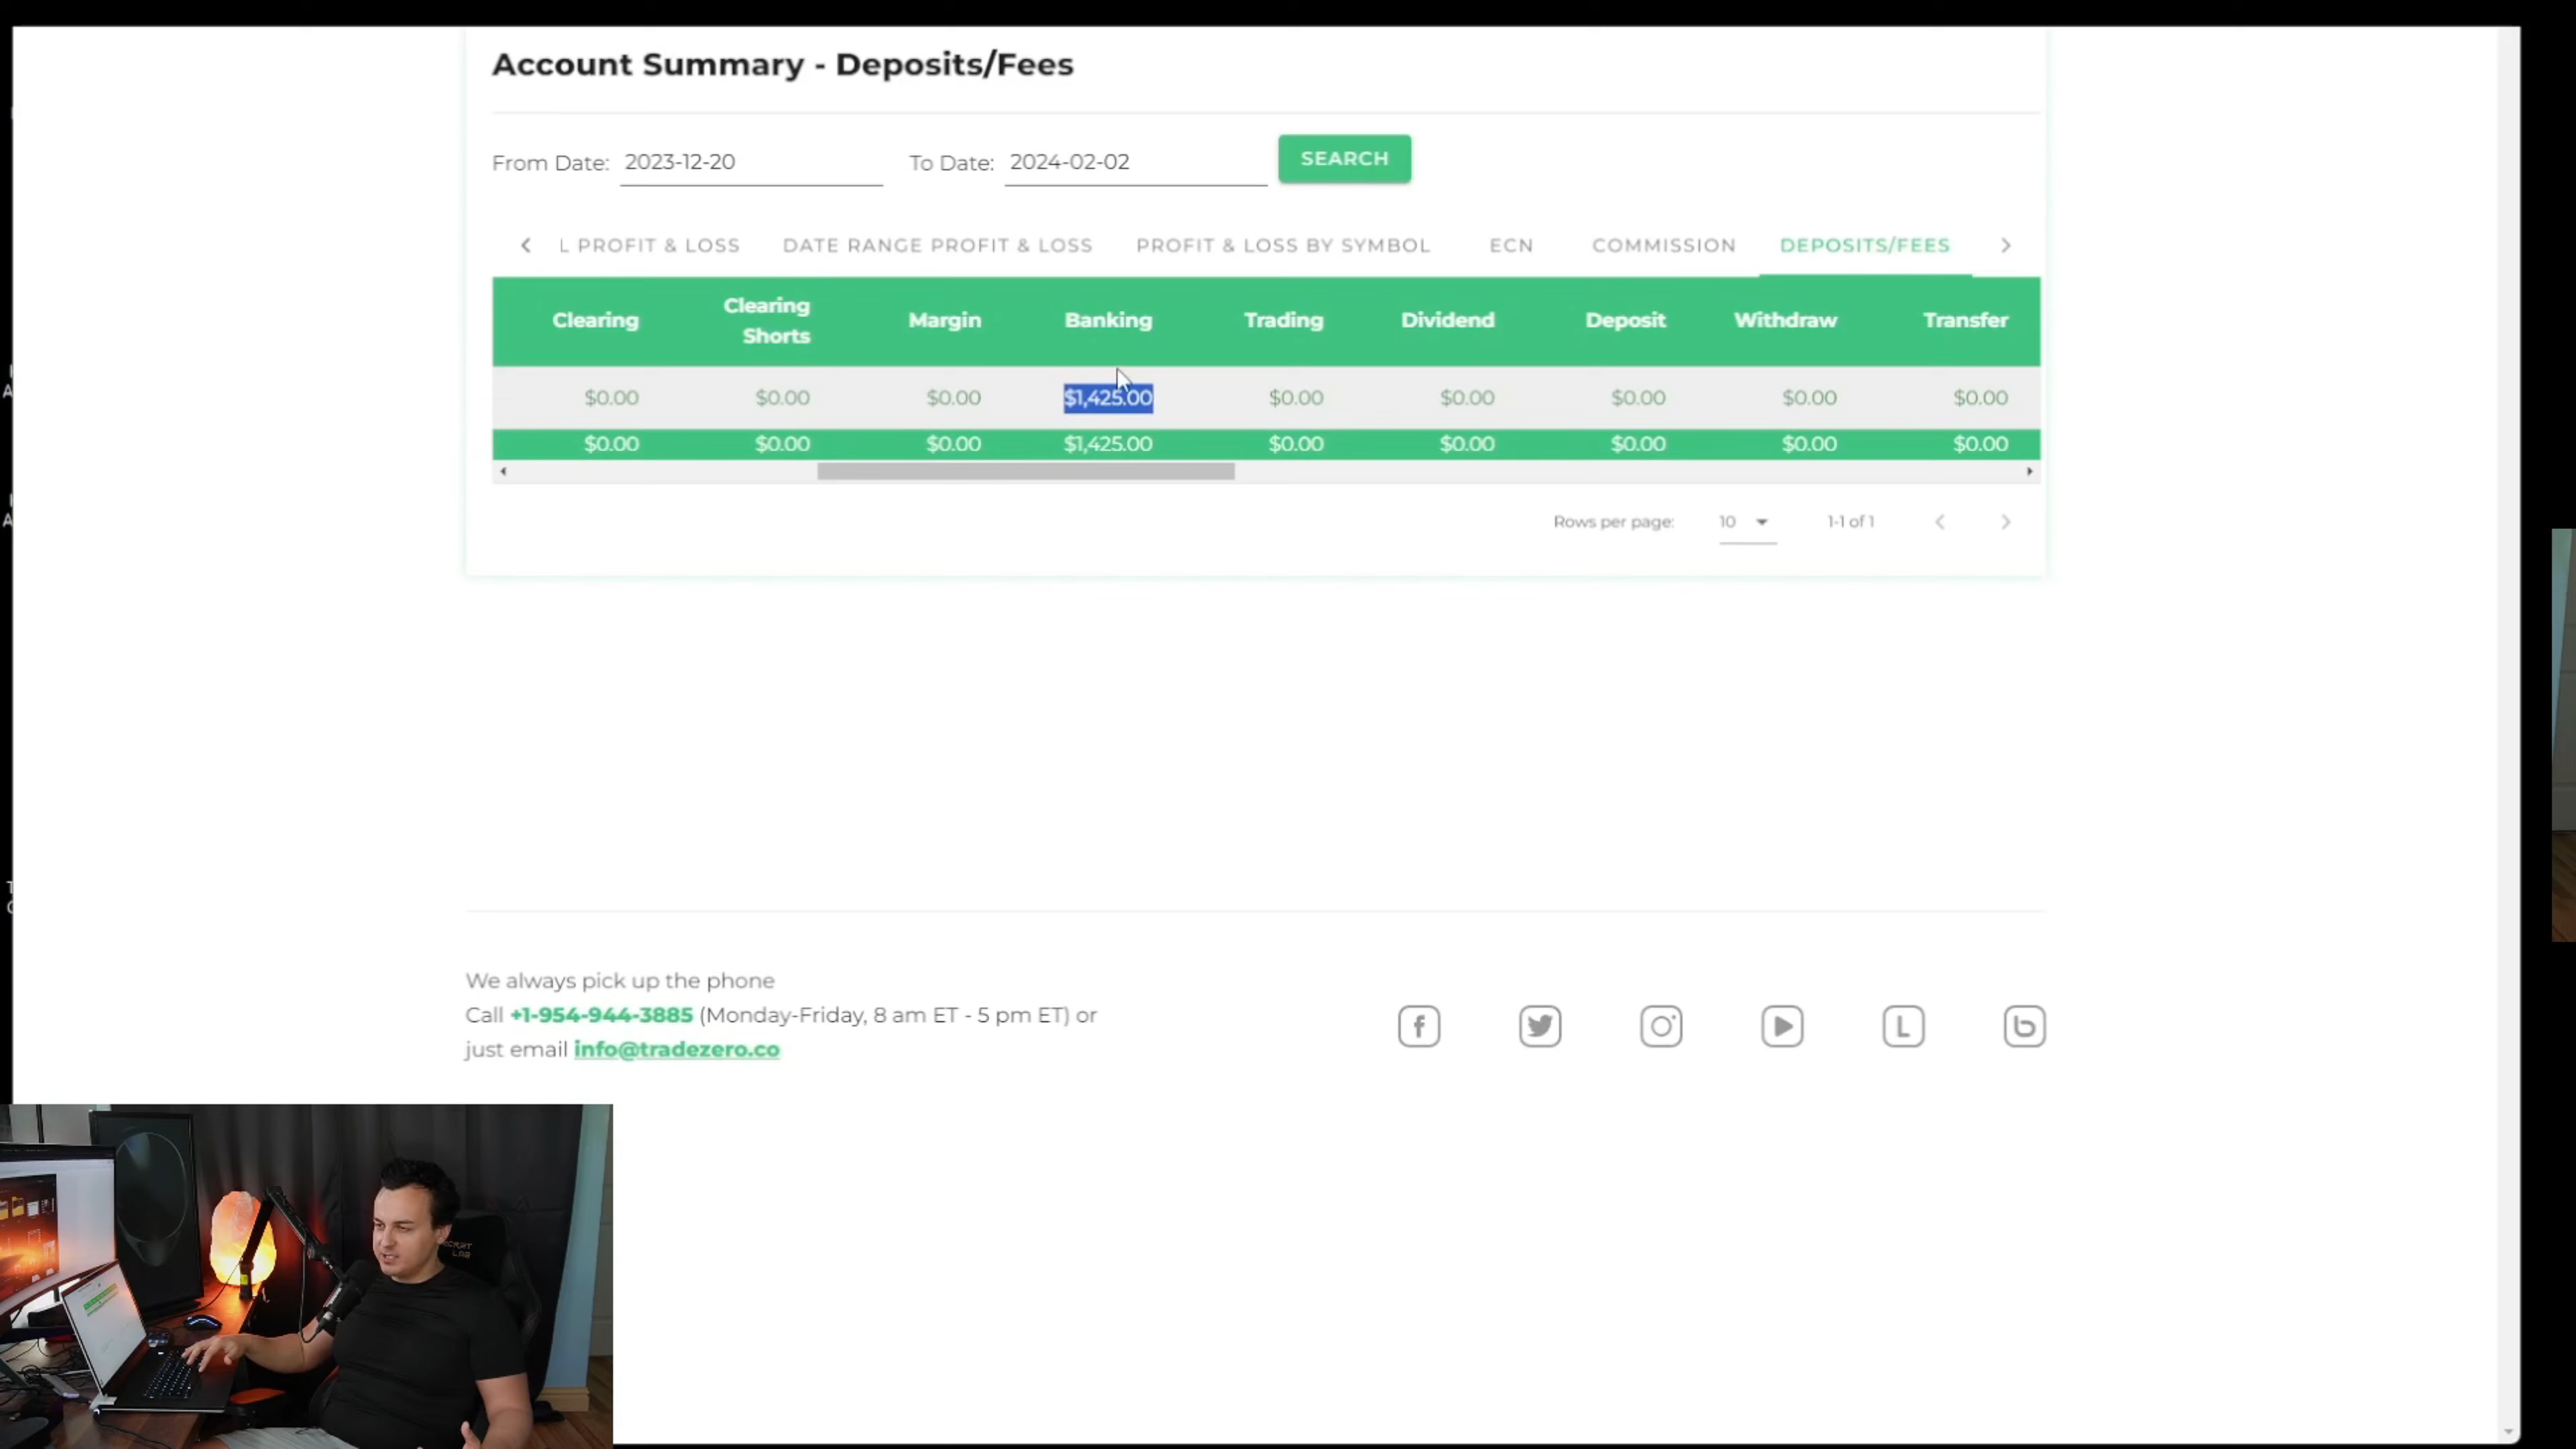 Account Summary - Deposits/Fees
From Date: 2023-12-20 To Date: 2024-02-02 SEARCH
L PROFIT & LOSS DATE RANGE PROFIT & LOSS PROFIT & LOSS BY SYMBOL ECN COMMISSION DEPOSITS/FEES
Clearing Clearing Shorts Margin Banking Trading Dividend Deposit Withdraw Transfer
$0.00 $0.00 $0.00 $1,425.00 $0.00 $0.00 $0.00 $0.00 $0.00
$0.00 $0.00 $0.00 $1,425.00 $0.00 $0.00 $0.00 $0.00 $0.00
Rows per page: 10 1-1 of 1
We always pick up the phone
Call +1-954-944-3885 (Monday-Friday, 8 am ET - 5 pm ET) or
just email info@tradezero.co
LAB